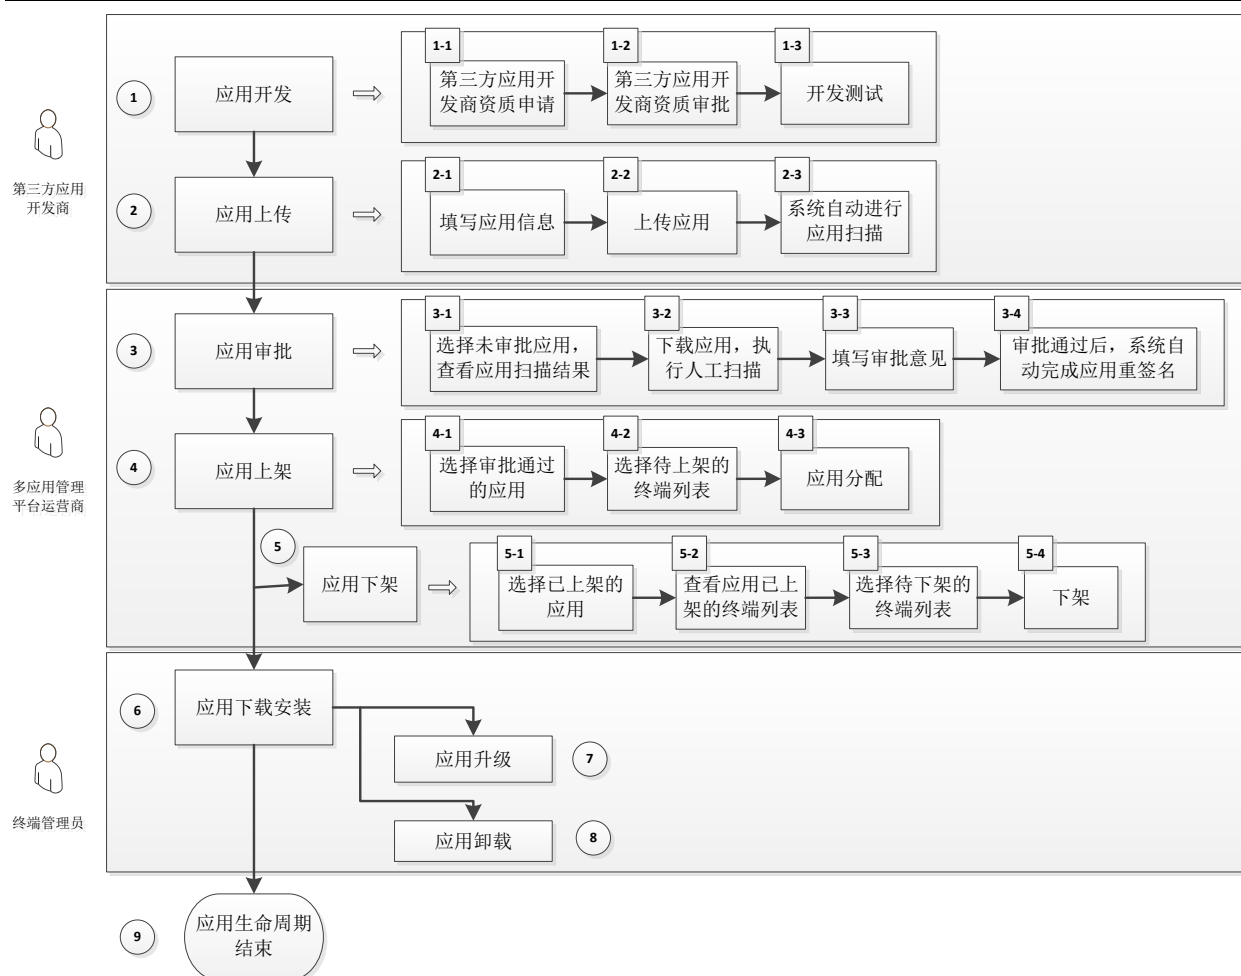 1-1
1-2
1-3
1
应用开发
第三方应用开
发商资质申请
第三方应用开
发商资质审批
开发测试
第三方应用
开发商
2-1
2-2
2-3
2
应用上传
填写应用信息
上传应用
系统自动进行
应用扫描
3-1
3-2
3-3
3-4
3
应用审批
选择未审批应用，
查看应用扫描结果
下载应用，执
行人工扫描
填写审批意见
审批通过后，系统自
动完成应用重签名
多应用管理
平台运营商
4-1
4-2
4-3
4
应用上架
选择审批通过
的应用
选择待上架的
终端列表
应用分配
5
应用下架
5-1
5-2
5-3
5-4
选择已上架的
应用
查看应用已上
架的终端列表
选择待下架的
终端列表
下架
6
应用下载安装
应用升级
7
终端管理员
应用卸载
8
9
应用生命周期
结束